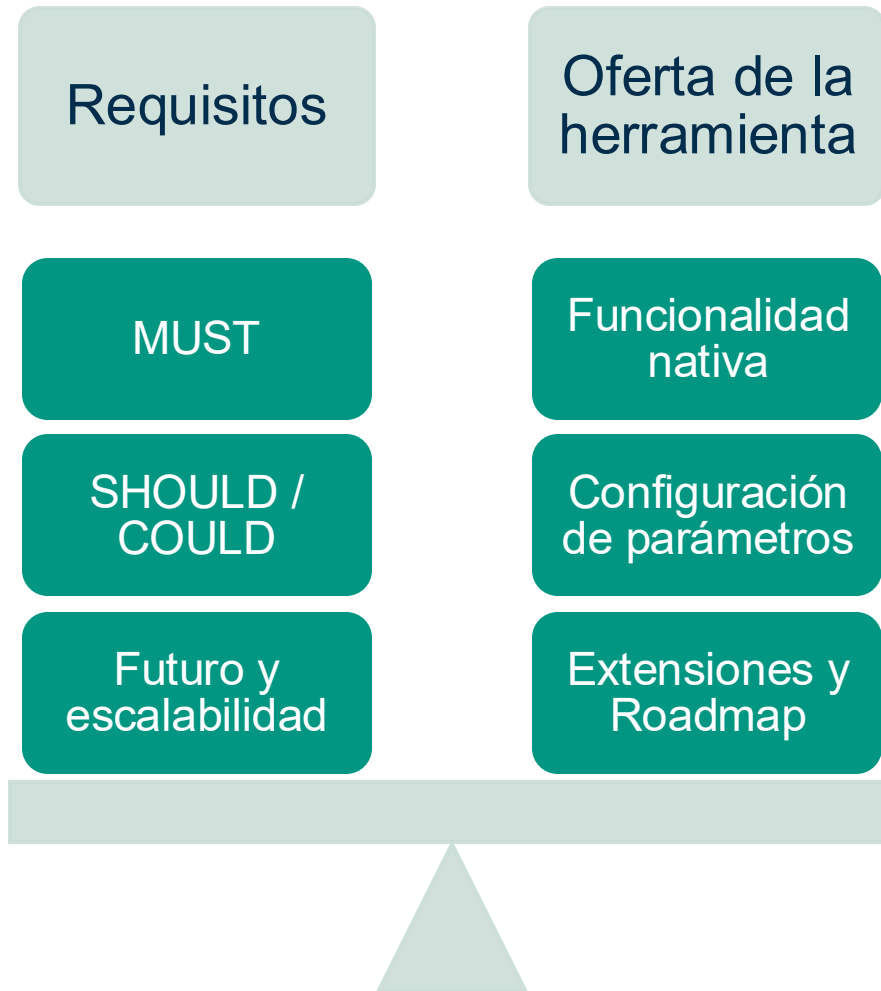 Requisitos
Oferta de la
herramienta
MUST
Funcionalidad
nativa
SHOULD /
COULD
Configuración
de parámetros
Futuro y
escalabilidad
Extensiones y
Roadmap